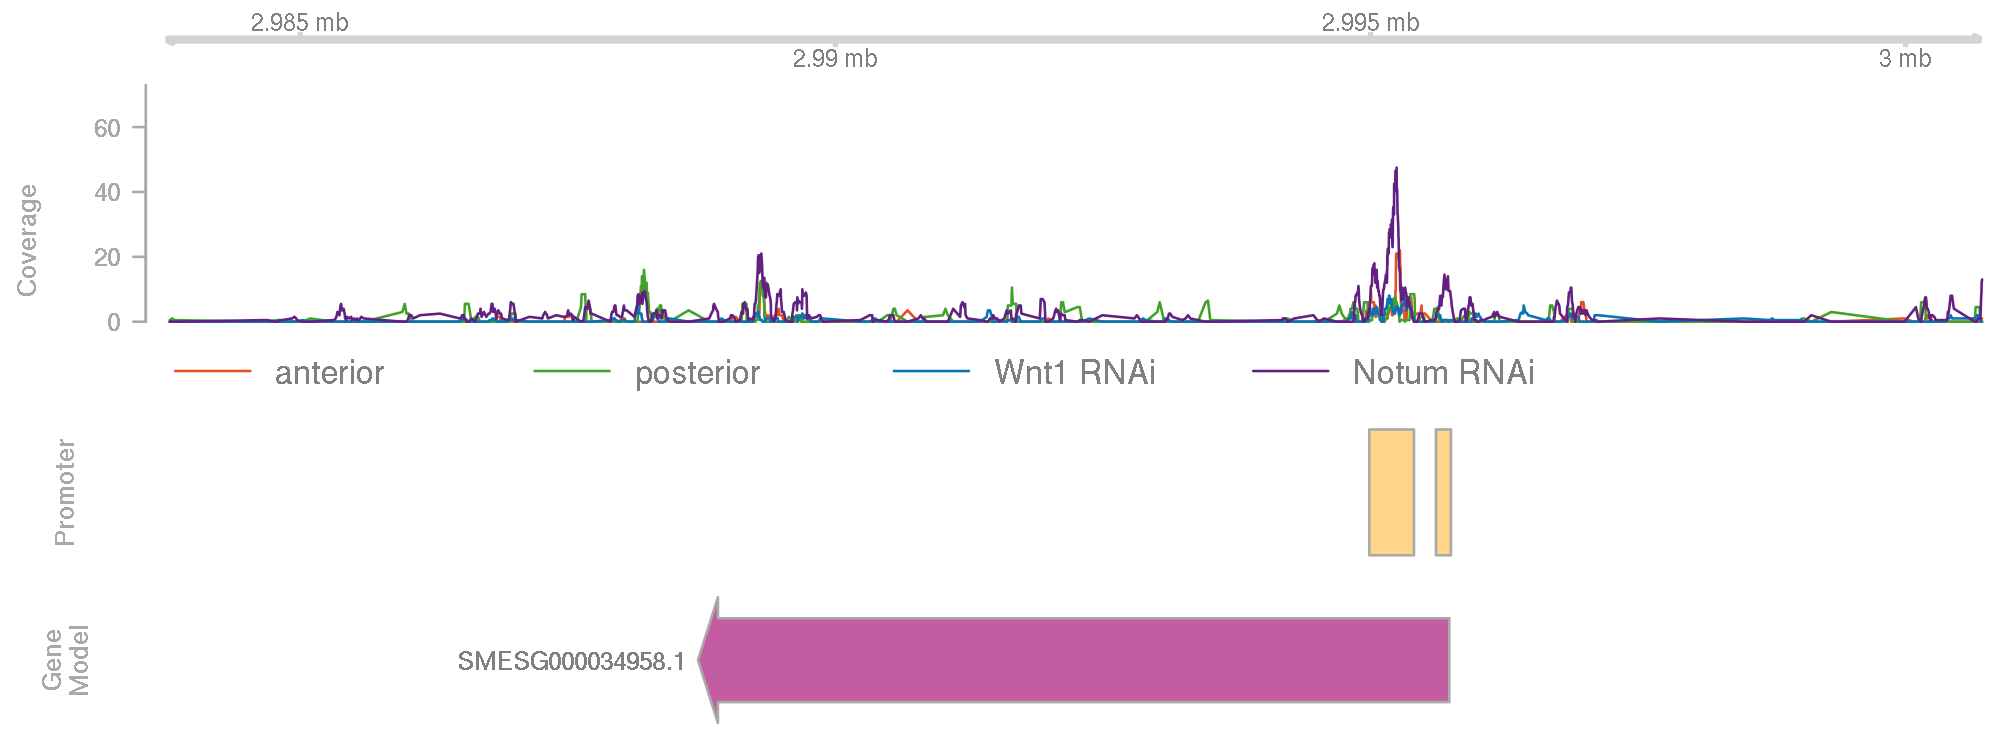 2.985 mb
2.995 mb
2.99 mb
3 mb
Coverage
60
40
20
0
anterior posterior Wnt1 RNAi Notum RNAi
Promoter
Gene
Model
SMESG000034958.1